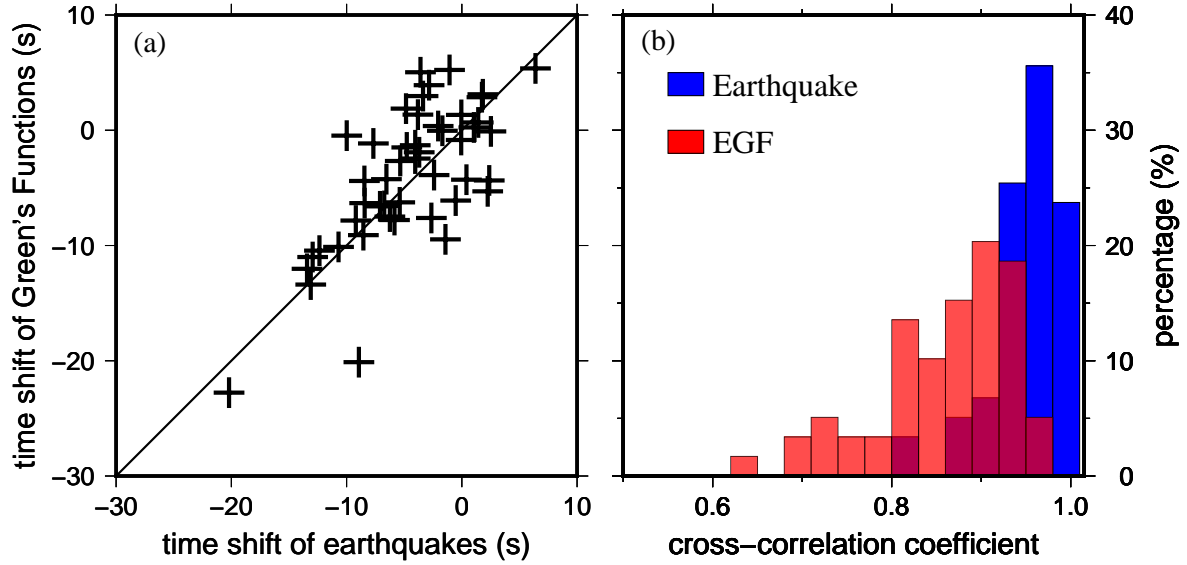 (a)
time shift of Green's Functions (s)
10
0
−10
−20
−30
−30 −20 −10 0 10
time shift of earthquakes (s)
(b)
Earthquake
EGF
40
30
20
10
0
percentage (%)
0.6 0.8 1.0
cross−correlation coefficient